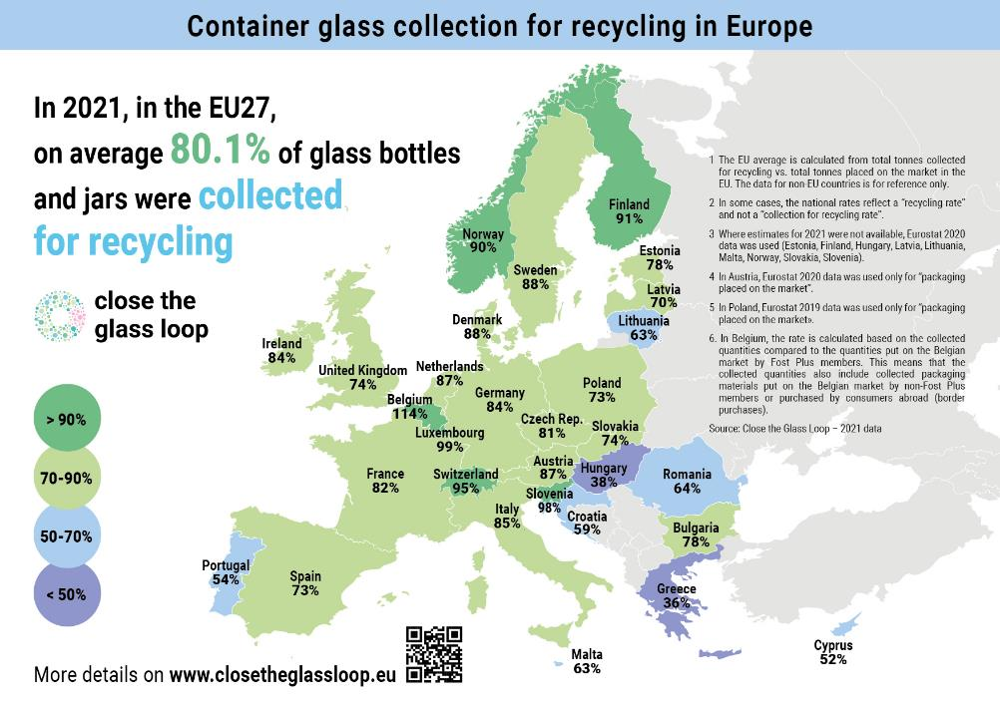 Container glass collection for recycling in Europe
In 2021, in the EU27,
on average 80.1% of glass bottles
and jars were collected
for recycling
close the
glass loop
> 90%
70-90%
50-70%
< 50%
Norway
90%
Finland
91%
Sweden
88%
Estonia
78%
Latvia
70%
Lithuania
63%
Denmark
88%
Ireland
84%
United Kingdom
74%
Netherlands
87%
Belgium
114%
Luxembourg
99%
Germany
84%
Poland
73%
Czech Rep.
81%
Slovakia
74%
France
82%
Switzerland
95%
Austria
87%
Hungary
38%
Romania
64%
Slovenia
98%
Italy
85%
Croatia
59%
Bulgaria
78%
Portugal
54%
Spain
73%
Greece
36%
Malta
63%
Cyprus
52%
1 The EU average is calculated from total tonnes collected
for recycling vs. total tonnes placed on the market in the
EU. The data for non-EU countries is for reference only.
2 In some cases, the national rates reflect a “recycling rate”
and not a “collection for recycling rate”.
3 Where estimates for 2021 were not available, Eurostat 2020
data was used (Estonia, Finland, Hungary, Latvia, Lithuania,
Malta, Norway, Slovakia, Slovenia).
4 In Austria, Eurostat 2020 data was used only for “packaging
placed on the market”.
5 In Poland, Eurostat 2019 data was used only for “packaging
placed on the market».
6. In Belgium, the rate is calculated based on the collected
quantities compared to the quantities put on the Belgian
market by Fost Plus members. This means that the
collected quantities also include collected packaging
materials put on the Belgian market by non-Fost Plus
members or purchased by consumers abroad (border
purchases).
Source: Close the Glass Loop – 2021 data
More details on www.closetheglassloop.eu